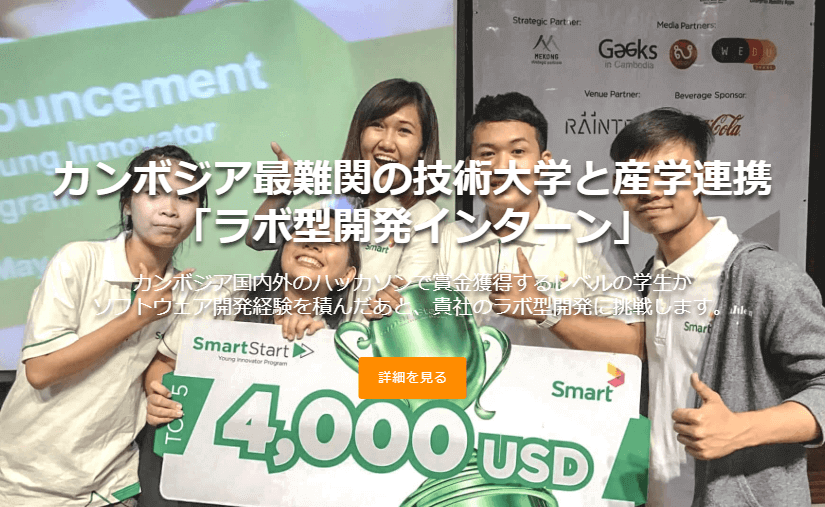 Strategic Partner:
Media Partners:
MEKONG
Geeks
in Cambodia
WEDU
Venue Partner:
Beverage Sponsor:
ouncement
ung Innovator
カンボジア最難関の技術大学と産学連携
「ラボ型開発インターン」
May
Smart
カンボジア国内外のハッカソンで賞金獲得するレベルの学生が
ソフトウェア開発経験を積んだあと、貴社のラボ型開発に挑戦します。
Smart
SmartStart
Young Innovator Program
詳細を見る
Smart
TOP 5
4,000 USD
Smart